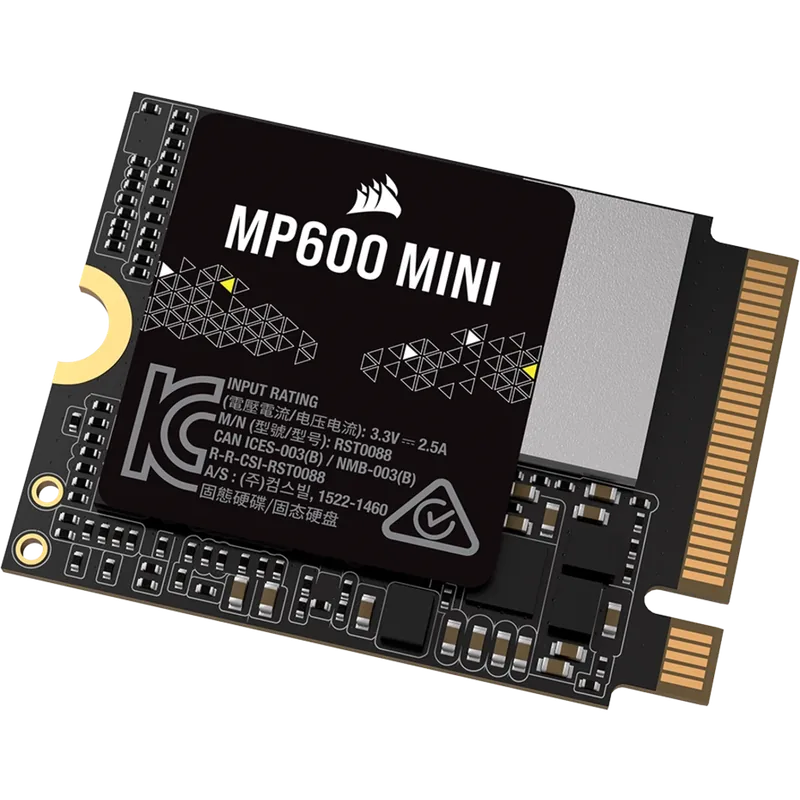 MP600 MINI
INPUT RATING
(電壓電流/电压电流): 3.3V ⎓ 2.5A
M/N (型號/型号): RST0088
CAN ICES-003(B) / NMB-003(B)
R-R-CSI-RST0088
A/S : (주)컴스빌, 1522-1460
固態硬碟/固态硬盘